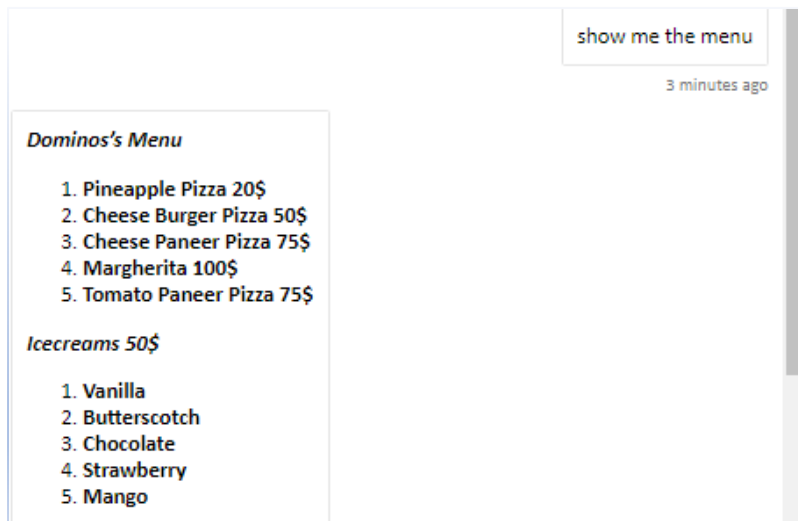 show me the menu
3 minutes ago
Dominos's Menu
1. Pineapple Pizza 20$
2. Cheese Burger Pizza 50$
3. Cheese Paneer Pizza 75$
4. Margherita 100$
5. Tomato Paneer Pizza 75$
Icecreams 50$
1. Vanilla
2. Butterscotch
3. Chocolate
4. Strawberry
5. Mango